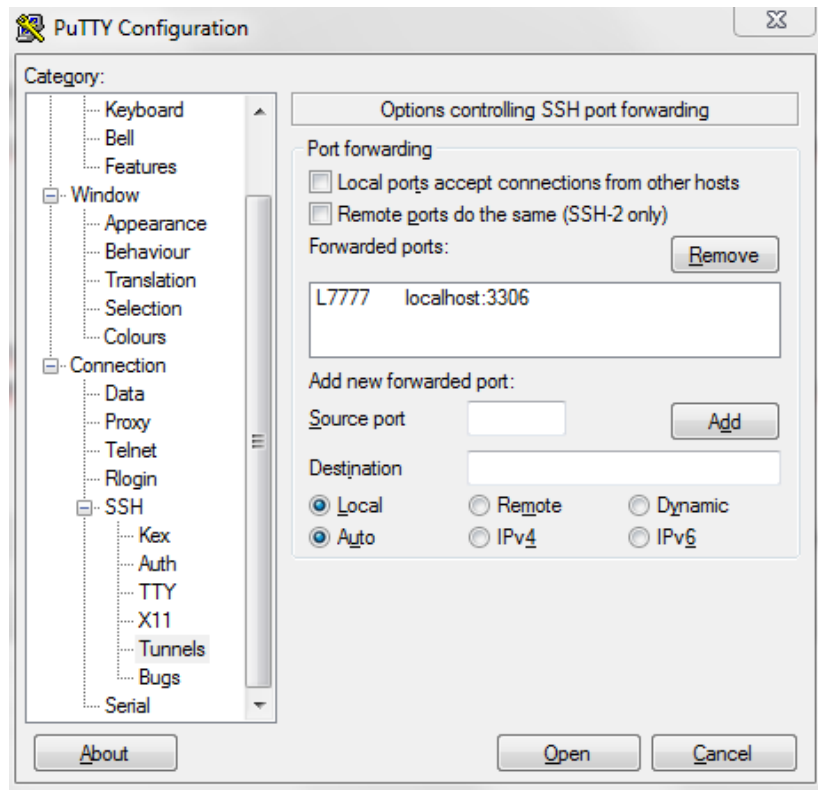 PuTTY Configuration
Category:
Keyboard
Bell
Features
Window
Appearance
Behaviour
Translation
Selection
Colours
Connection
Data
Proxy
Telnet
Rlogin
SSH
Kex
Auth
TTY
X11
Tunnels
Bugs
Serial
Options controlling SSH port forwarding
Port forwarding
Local ports accept connections from other hosts
Remote ports do the same (SSH-2 only)
Forwarded ports:
Remove
L7777 localhost:3306
Add new forwarded port:
Source port
Add
Destination
Local Remote Dynamic
Auto IPv4 IPv6
About Open Cancel